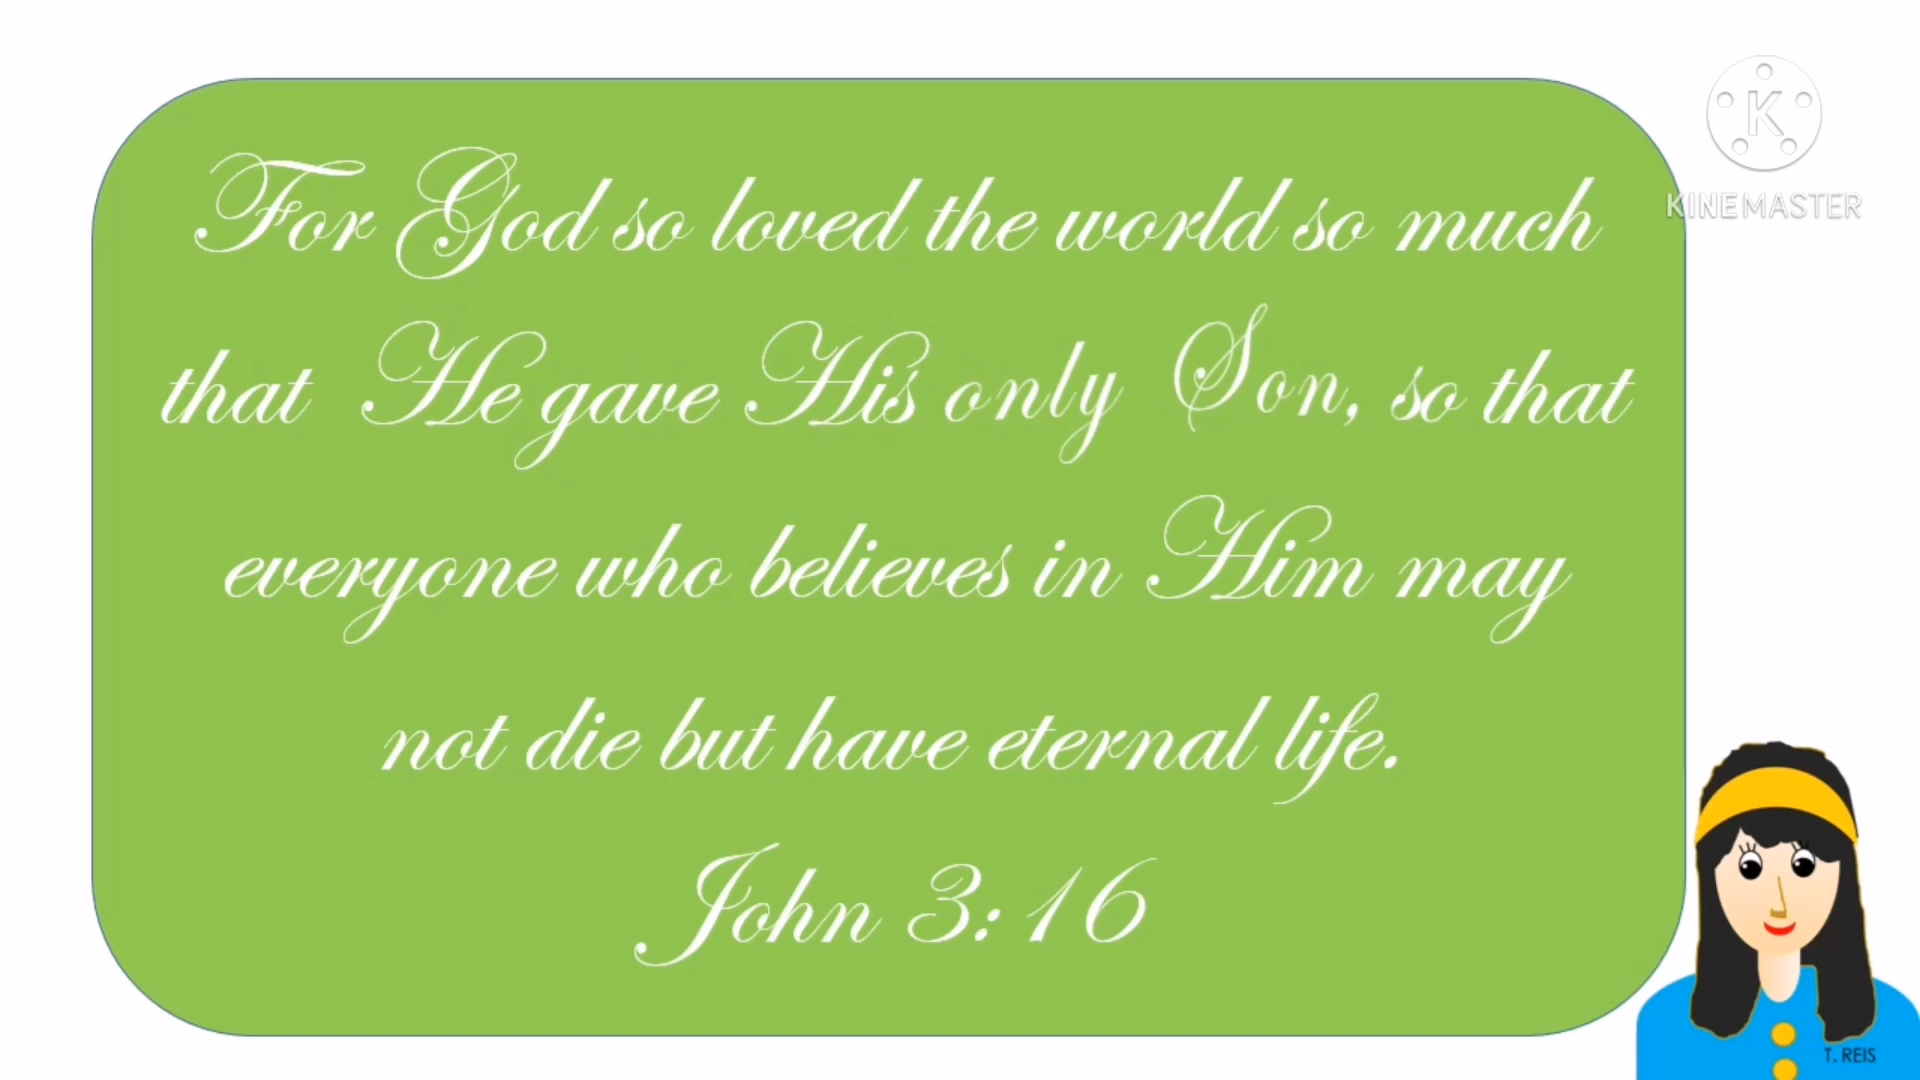 For God so loved the world so much
that He gave His only Son, so that
everyone who believes in Him may
not die but have eternal life.
John 3:16
K
KINEMASTER
T. REIS